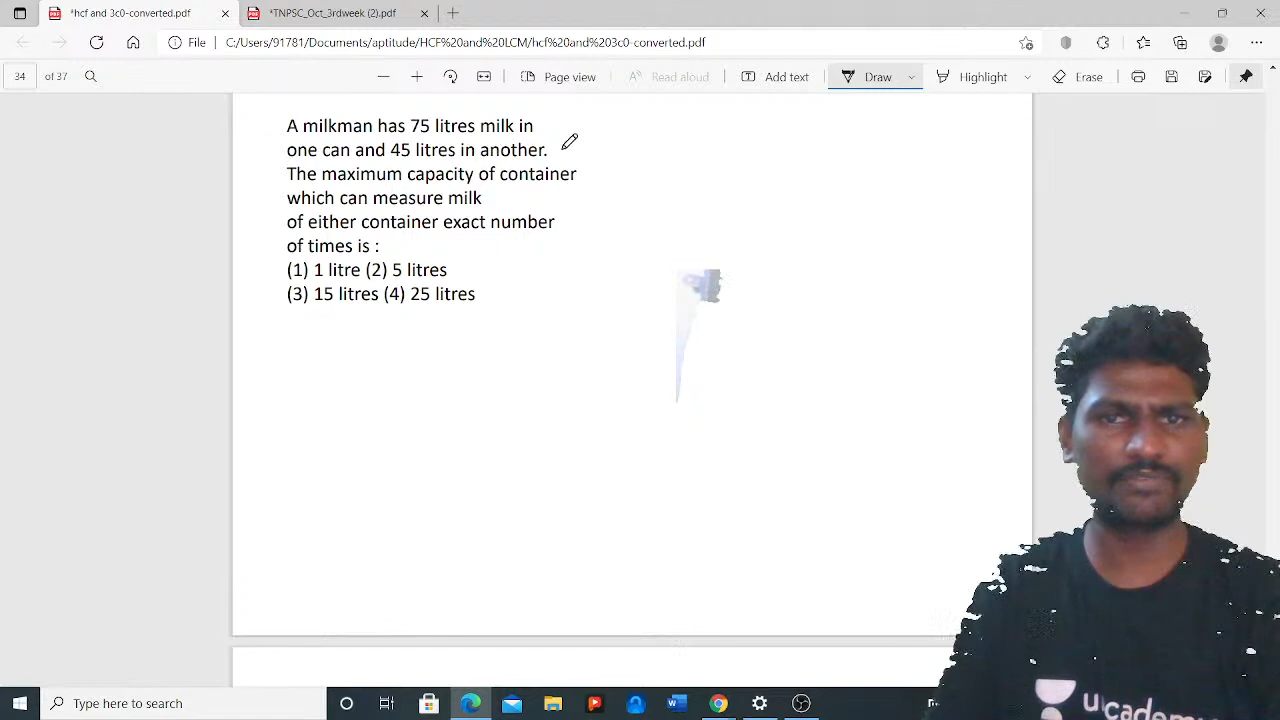 *hcf and 3c0-converted.pdf
*TNPSC_Oct_3rdweek (2).pdf
File
C:/Users/91781/Documents/aptitude/HCF%20and%20LCM/hcf%20and%203c0-converted.pdf
34 of 37
Page view
Read aloud
Add text
Draw
Highlight
Erase
A milkman has 75 litres milk in
one can and 45 litres in another.
The maximum capacity of container
which can measure milk
of either container exact number
of times is :
(1) 1 litre (2) 5 litres
(3) 15 litres (4) 25 litres
Type here to search